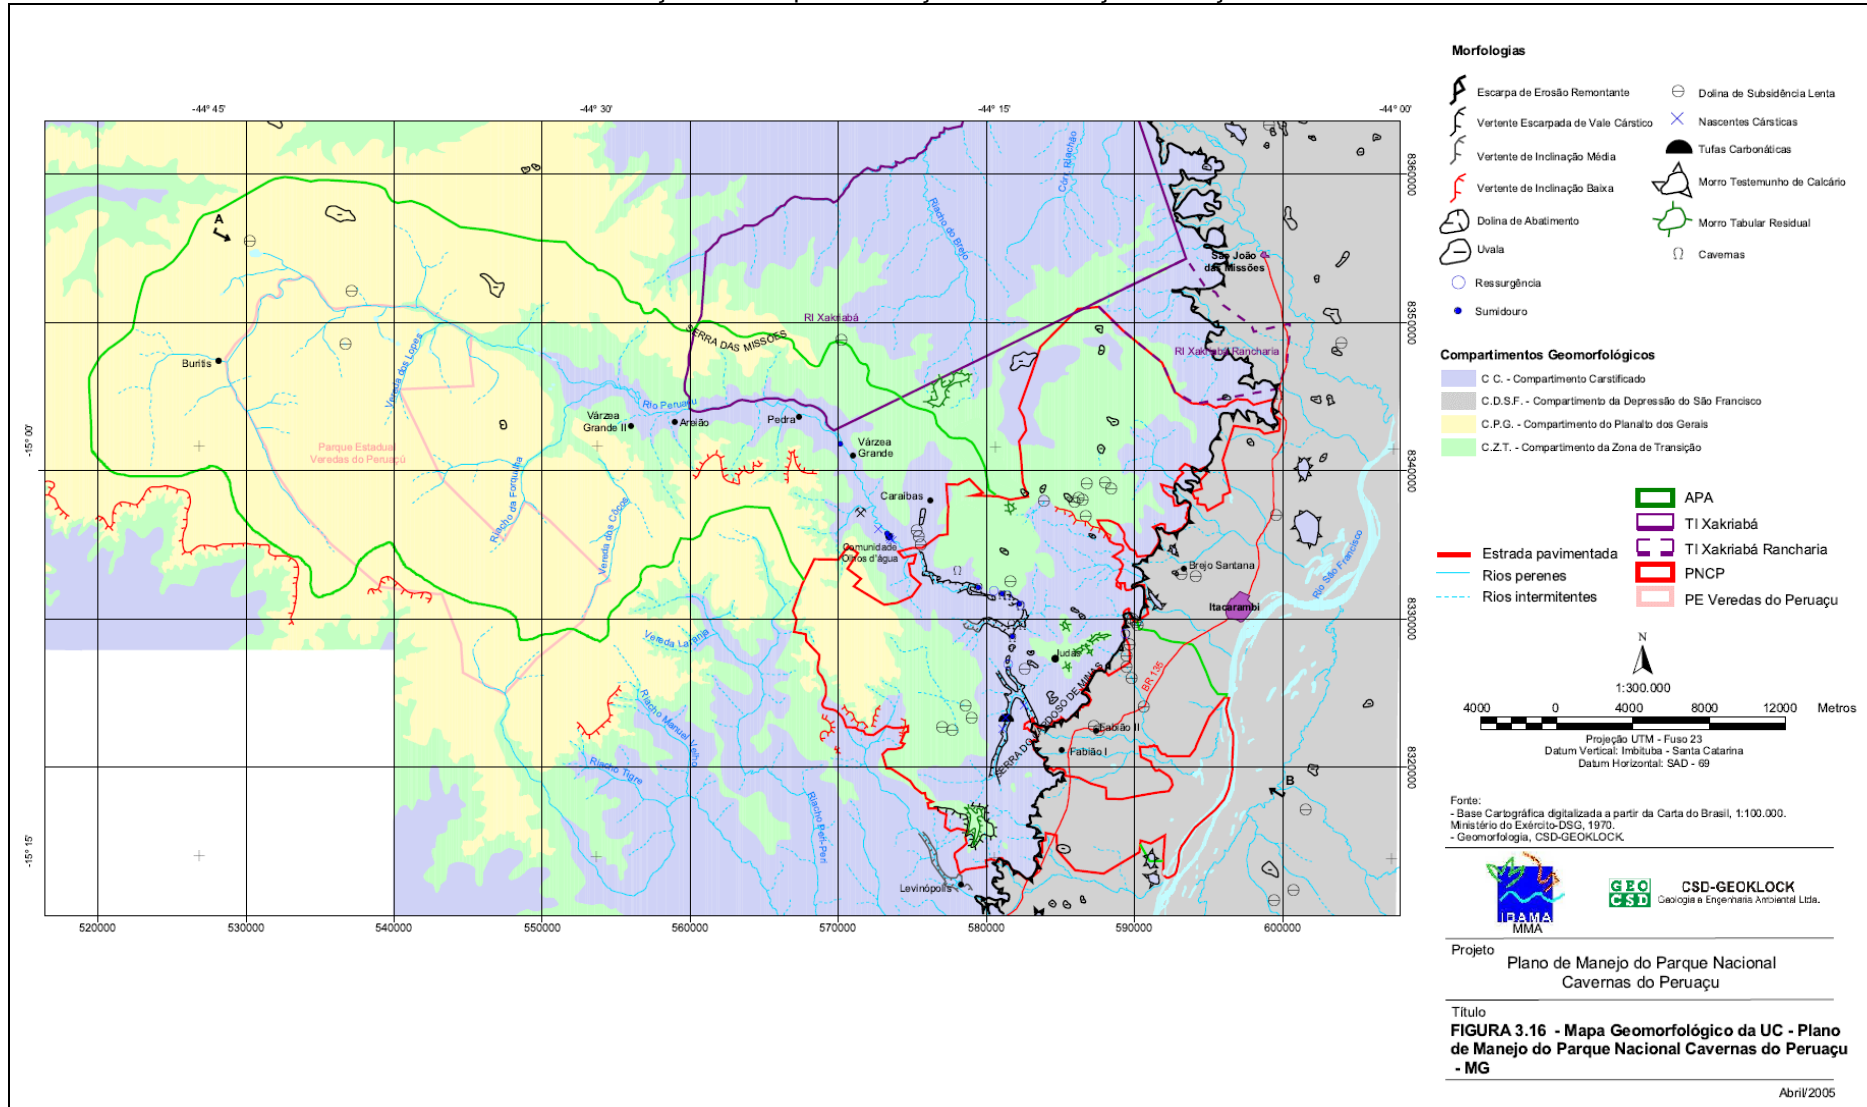 -44° 45'
-44° 30'
-44° 15'
-44° 00'
8360000
8350000
8340000
8330000
8320000
-15° 00'
-15° 15'
520000
530000
540000
550000
560000
570000
580000
590000
600000
A
B
Buritis
Parque Estadual
Veredas do Peruaçu
Vereda dos Lopes
Riacho da Forquilha
Vereda dos Côcos
Várzea
Grande II
Areião
Rio Peruaçu
Pedra
Várzea
Grande
SERRA DAS MISSÕES
RI Xakriabá
Riacho do Brejo
Córr. Riachão
São João
das Missões
RI Xakriabá Rancharia
Caraibas
Comunidade
Olhos d'água
Brejo Santana
Itacarambi
Rio São Francisco
BR 135
Judas
Fabião II
Fabião I
SERRA DO CARDOSO DE MINAS
Vereda Laranja
Riacho Manuel Velho
Riacho Tigre
Riacho Peri-Peri
Levinópolis
Morfologias
Escarpa de Erosão Remontante
Vertente Escarpada de Vale Cárstico
Vertente de Inclinação Média
Vertente de Inclinação Baixa
Dolina de Abatimento
Uvala
Ressurgência
Sumidouro
Dolina de Subsidência Lenta
Nascentes Cársticas
Tufas Carbonáticas
Morro Testemunho de Calcário
Morro Tabular Residual
Cavernas
Compartimentos Geomorfológicos
C C. - Compartimento Carstificado
C.D.S.F. - Compartimento da Depressão do São Francisco
C.P.G. - Compartimento do Planalto dos Gerais
C.Z.T. - Compartimento da Zona de Transição
Estrada pavimentada
Rios perenes
Rios intermitentes
APA
TI Xakriabá
TI Xakriabá Rancharia
PNCP
PE Veredas do Peruaçu
N
1:300.000
4000 0 4000 8000 12000 Metros
Projeção UTM - Fuso 23
Datum Vertical: Imbituba - Santa Catarina
Datum Horizontal: SAD - 69
Fonte:
- Base Cartográfica digitalizada a partir da Carta do Brasil, 1:100.000.
Ministério do Exército-DSG, 1970.
- Geomorfologia, CSD-GEOKLOCK.
IBAMA
MMA
GEO
CSD
CSD-GEOKLOCK
Geologia e Engenharia Ambiental Ltda.
Projeto
Plano de Manejo do Parque Nacional
Cavernas do Peruaçu
Título
FIGURA 3.16 - Mapa Geomorfológico da UC - Plano
de Manejo do Parque Nacional Cavernas do Peruaçu
- MG
Abril/2005